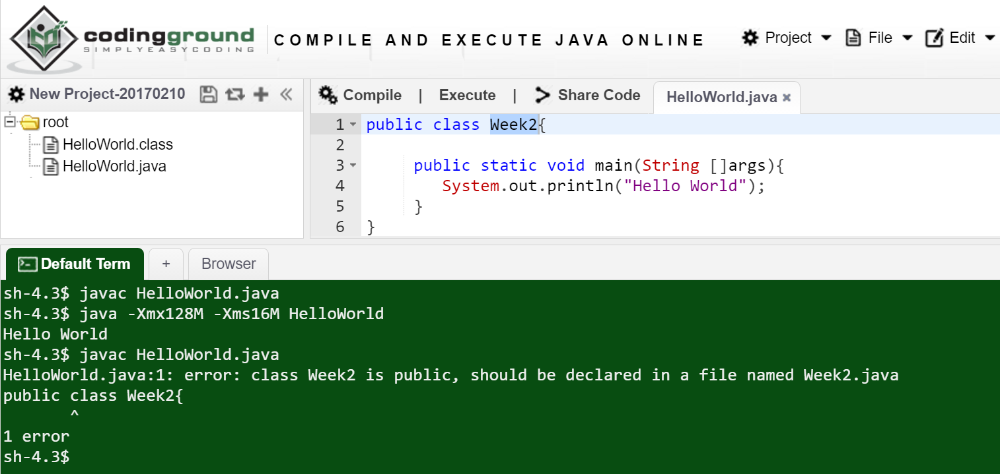 codingground
SIMPLYEASYCODING
COMPILE AND EXECUTE JAVA ONLINE
Project
File
Edit
New Project-20170210
root
HelloWorld.class
HelloWorld.java
Compile | Execute | Share Code
HelloWorld.java ×
1 public class Week2{
2
3 public static void main(String []args){
4 System.out.println("Hello World");
5 }
6 }
Default Term
+
Browser
sh-4.3$ javac HelloWorld.java
sh-4.3$ java -Xmx128M -Xms16M HelloWorld
Hello World
sh-4.3$ javac HelloWorld.java
HelloWorld.java:1: error: class Week2 is public, should be declared in a file named Week2.java
public class Week2{
^
1 error
sh-4.3$